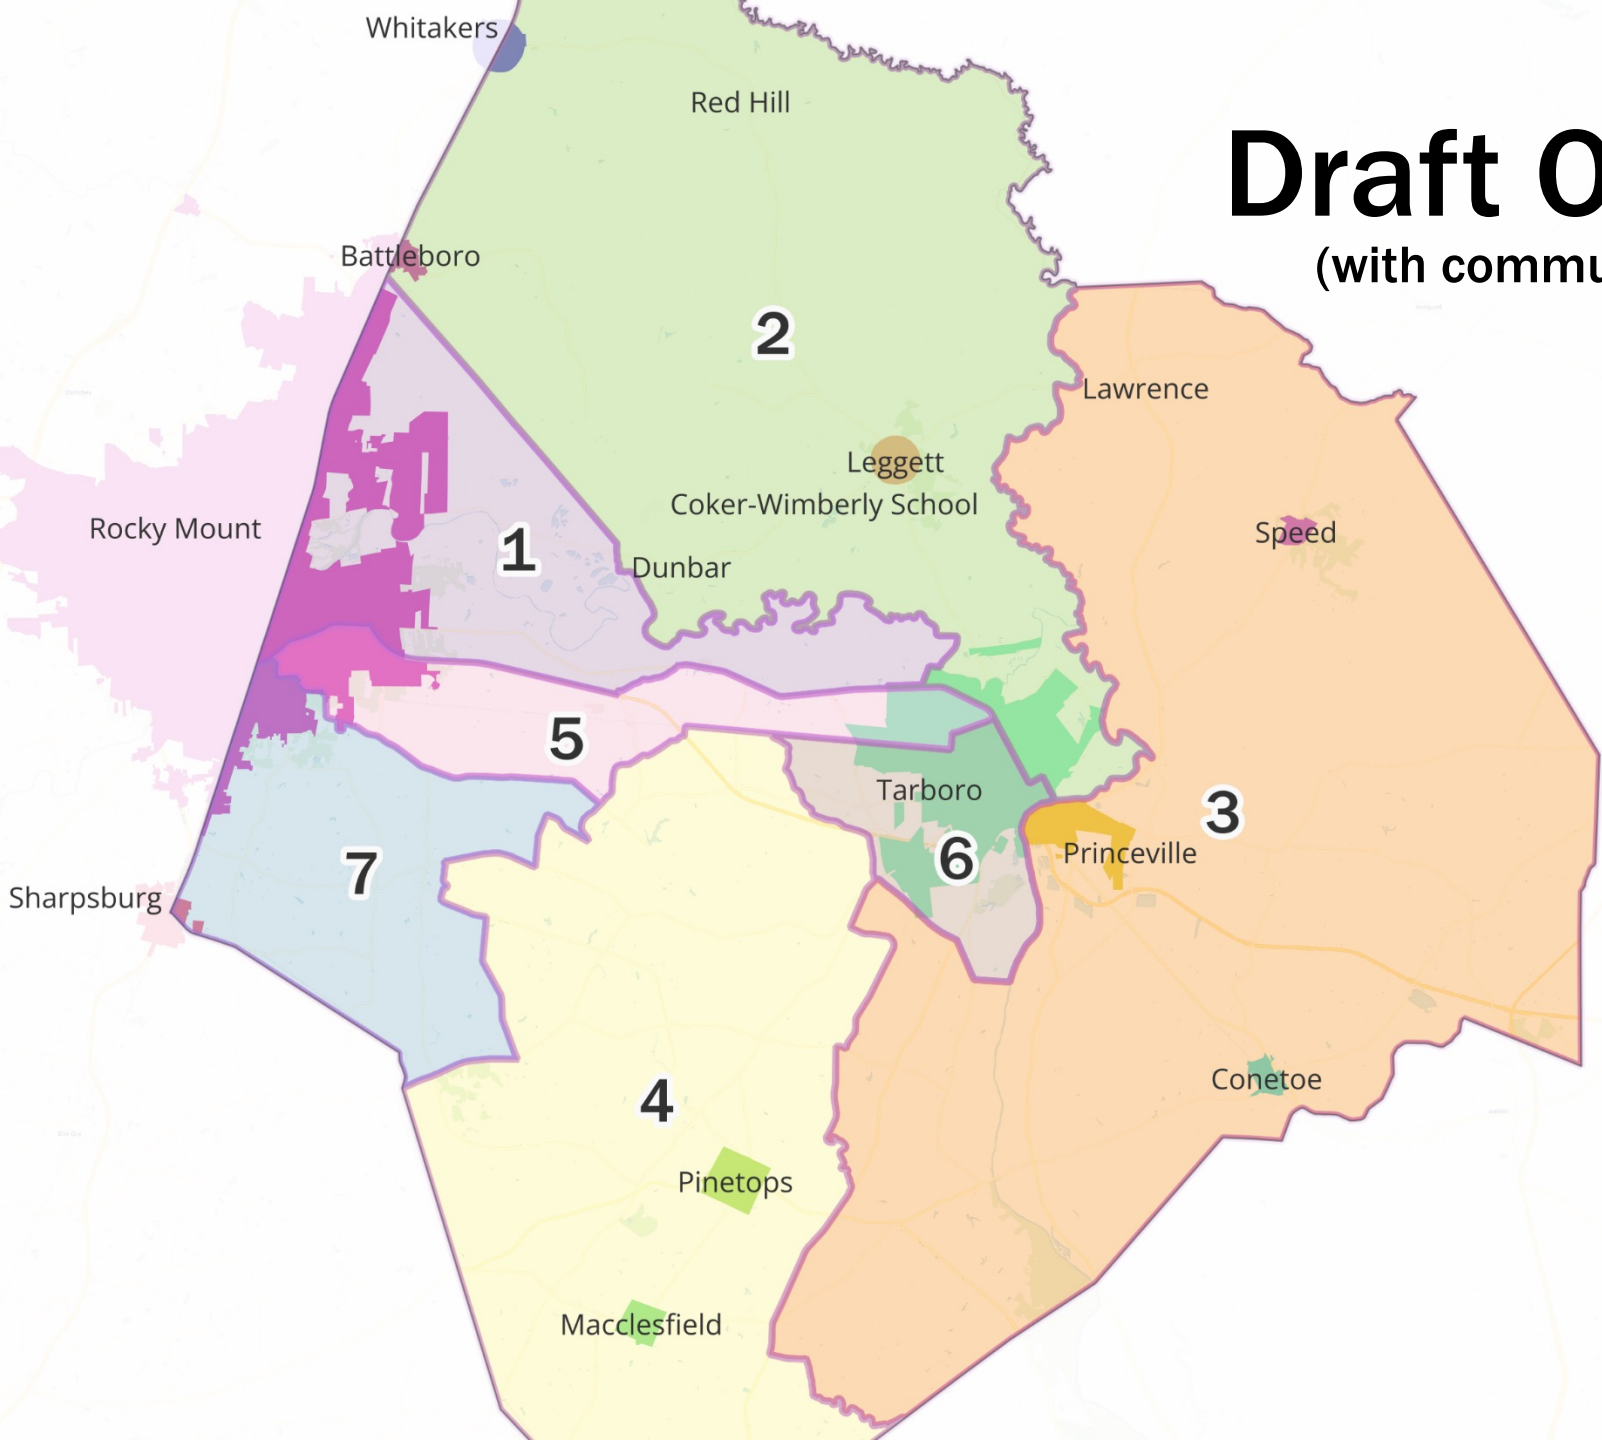 Whitakers
Red Hill
Draft O
Battleboro
(with commu
2
Lawrence
Leggett
Coker-Wimberly School
Rocky Mount
Speed
1
Dunbar
5
Tarboro
3
Princeville
6
7
Sharpsburg
Conetoe
4
Pinetops
Macclesfield